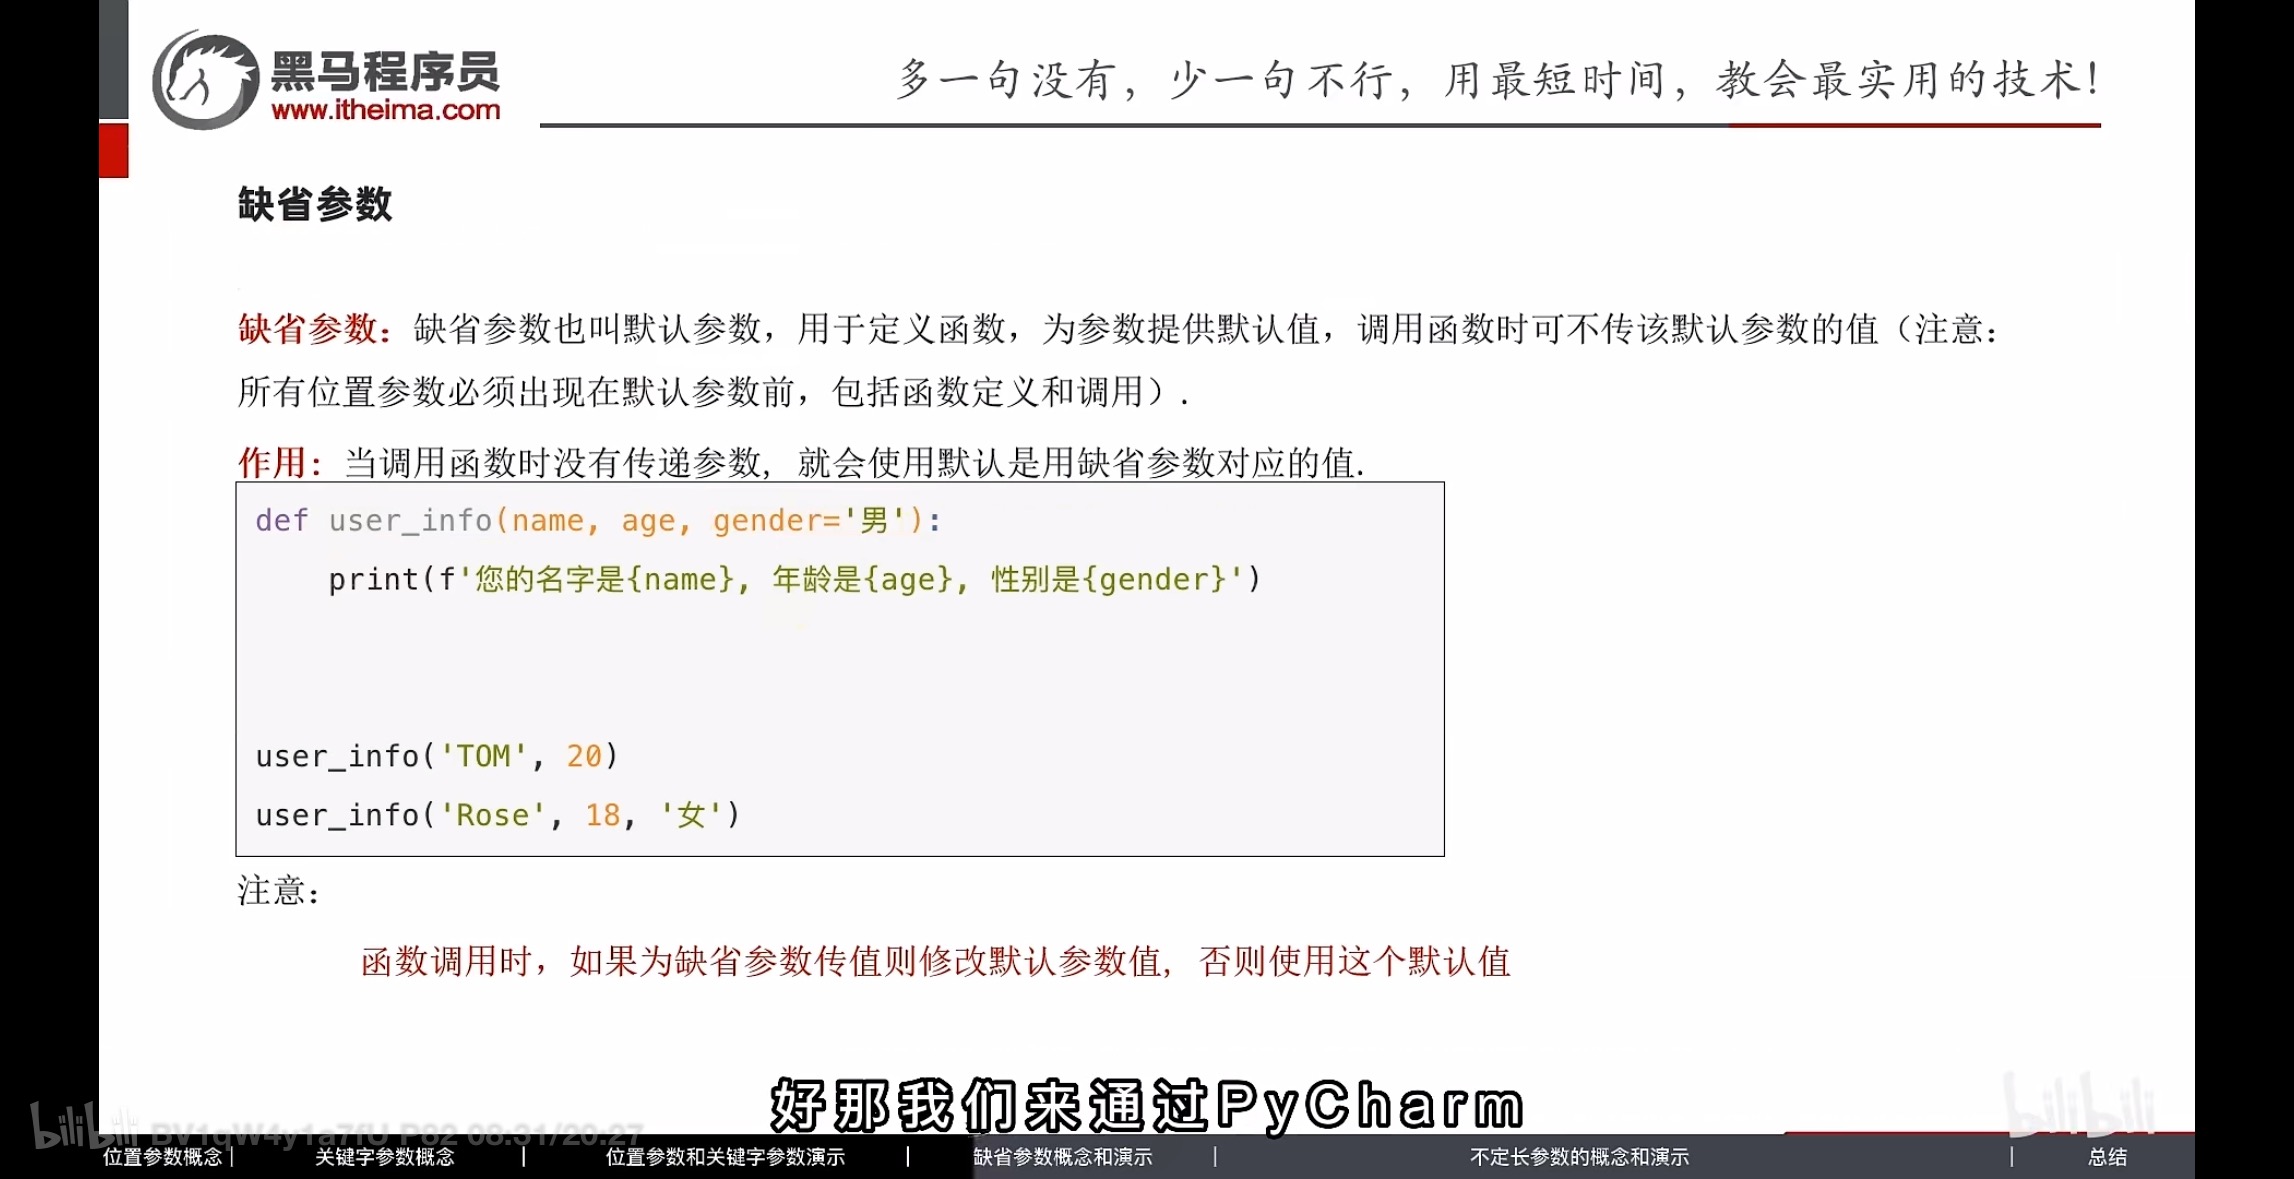 黑马程序员
www.itheima.com
多一句没有，少一句不行，用最短时间，教会最实用的技术！
缺省参数
缺省参数：缺省参数也叫默认参数，用于定义函数，为参数提供默认值，调用函数时可不传该默认参数的值（注意：
所有位置参数必须出现在默认参数前，包括函数定义和调用）.
作用：当调用函数时没有传递参数, 就会使用默认是用缺省参数对应的值.
def user_info(name, age, gender='男'):
    print(f'您的名字是{name}, 年龄是{age}, 性别是{gender}')
user_info('TOM', 20)
user_info('Rose', 18, '女')
注意：
函数调用时，如果为缺省参数传值则修改默认参数值, 否则使用这个默认值
好那我们来通过PyCharm
bilibili
bilibili BV1qW4y1a7fU P82 08:31/20:27
位置参数概念 | 关键字参数概念 | 位置参数和关键字参数演示 | 缺省参数概念和演示 | 不定长参数的概念和演示 | 总结